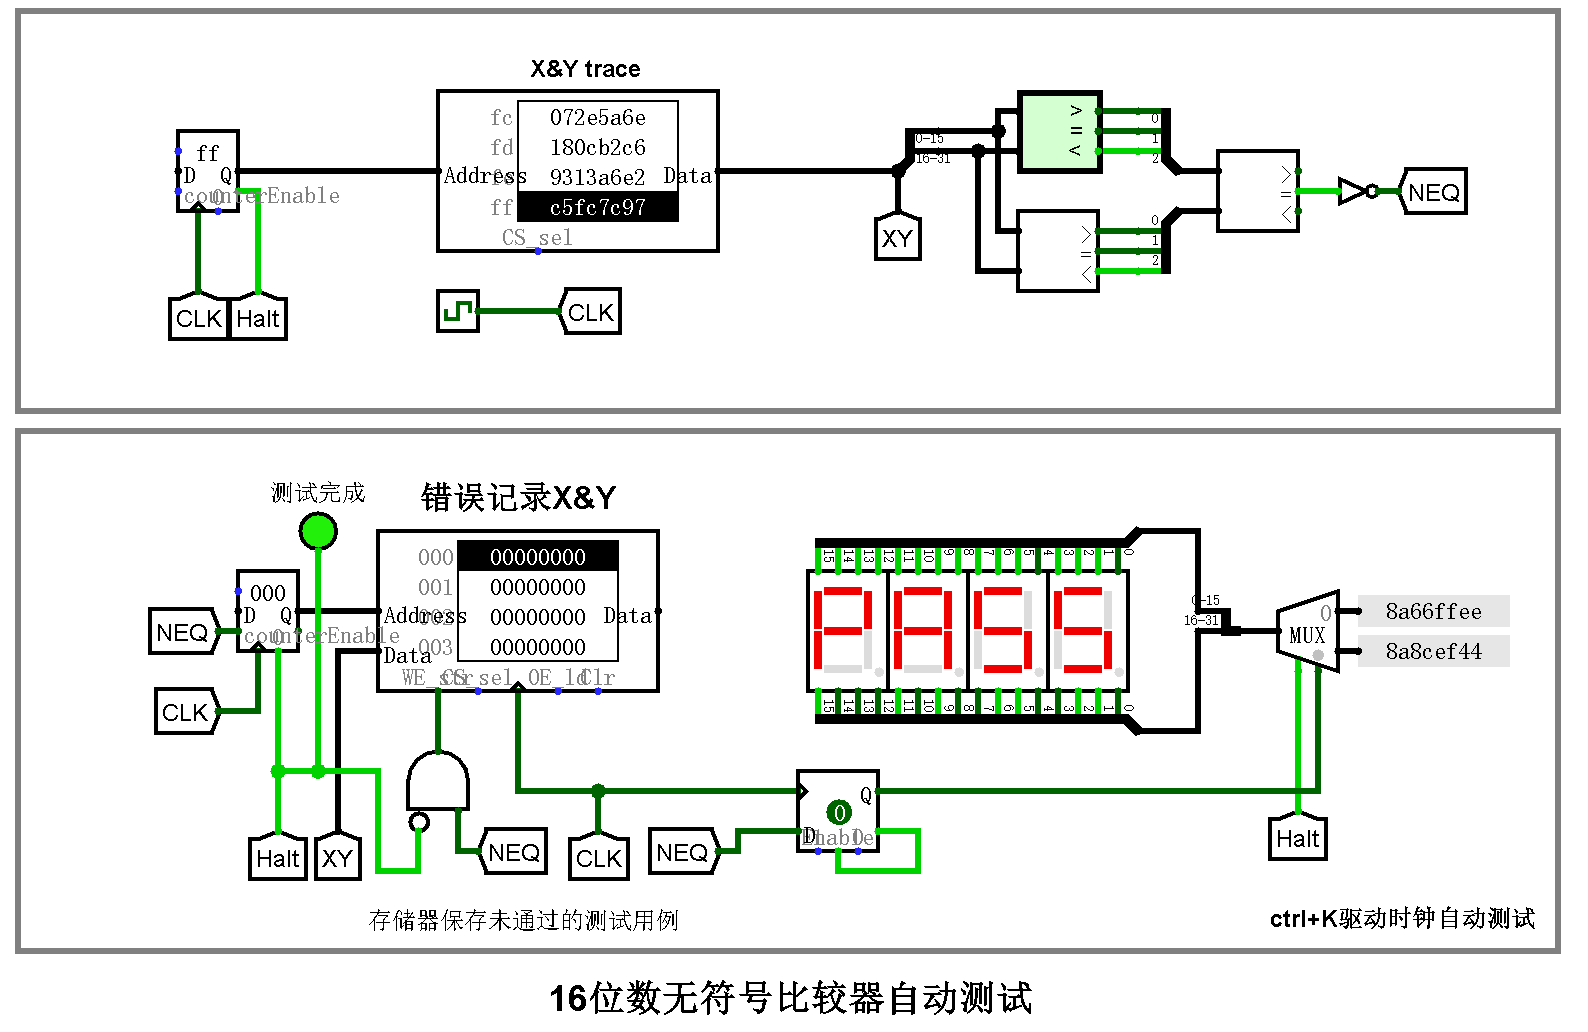 X&Y trace
fc 072e5a6e
fd 180cb2c6
9313a6e2
ff c5fc7c97
Address
Data
CS_sel
ff
D Q
counterEnable
0
CLK
Halt
CLK
0-15
16-31
XY
> = <
0
1
2
> = <
0
1
2
> = <
NEQ
测试完成
错误记录X&Y
000 00000000
001 00000000
002 00000000
003 00000000
Address
Data
Data
CS_sel
OE_ld
Clr
000
D Q
counterEnable
0
NEQ
CLK
Halt
XY
NEQ
CLK
NEQ
0
Q
D
Enable
15 14 13 12 11 10 9 8 7 6 5 4 3 2 1 0
PASS
15 14 13 12 11 10 9 8 7 6 5 4 3 2 1 0
0-15
16-31
0
MUX
8a66ffee
8a8cef44
Halt
存储器保存未通过的测试用例
ctrl+K驱动时钟自动测试
16位数无符号比较器自动测试